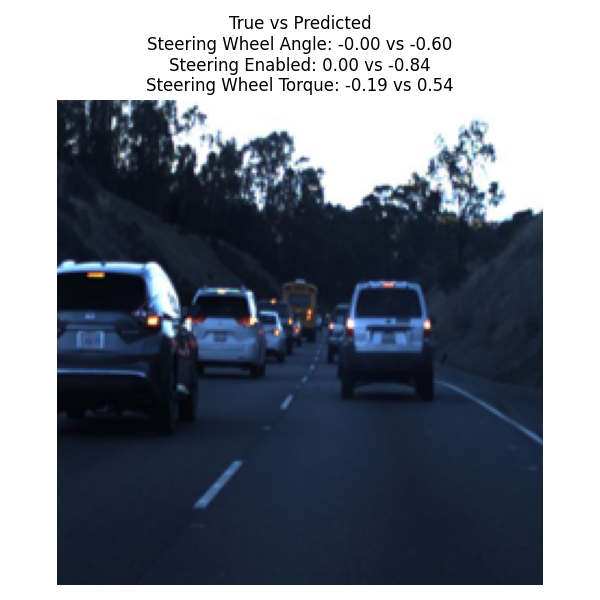 True vs Predicted
Steering Wheel Angle: -0.00 vs -0.60
Steering Enabled: 0.00 vs -0.84
Steering Wheel Torque: -0.19 vs 0.54